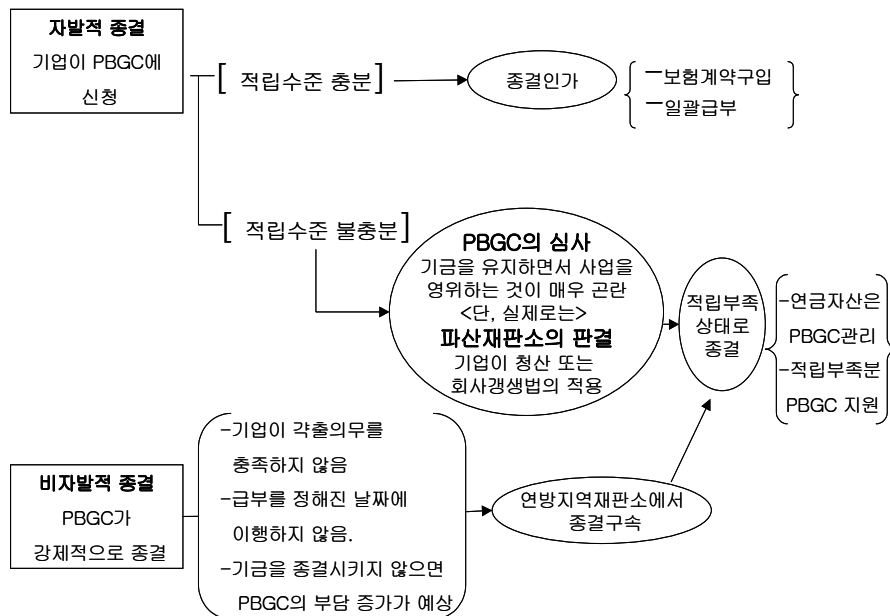 자발적 종결
기업이 PBGC에
신청
[ 적립수준 충분 ]
종결인가
-보험계약구입
-일괄급부
[ 적립수준 불충분 ]
PBGC의 심사
기금을 유지하면서 사업을
영위하는 것이 매우 곤란
<단, 실제로는>
파산재판소의 판결
기업이 청산 또는
회사갱생법의 적용
적립부족
상태로
종결
-연금자산은
PBGC관리
-적립부족분
PBGC 지원
비자발적 종결
PBGC가
강제적으로 종결
-기업이 갹출의무를
충족하지 않음
-급부를 정해진 날짜에
이행하지 않음.
-기금을 종결시키지 않으면
PBGC의 부담 증가가 예상
연방지역재판소에서
종결구속